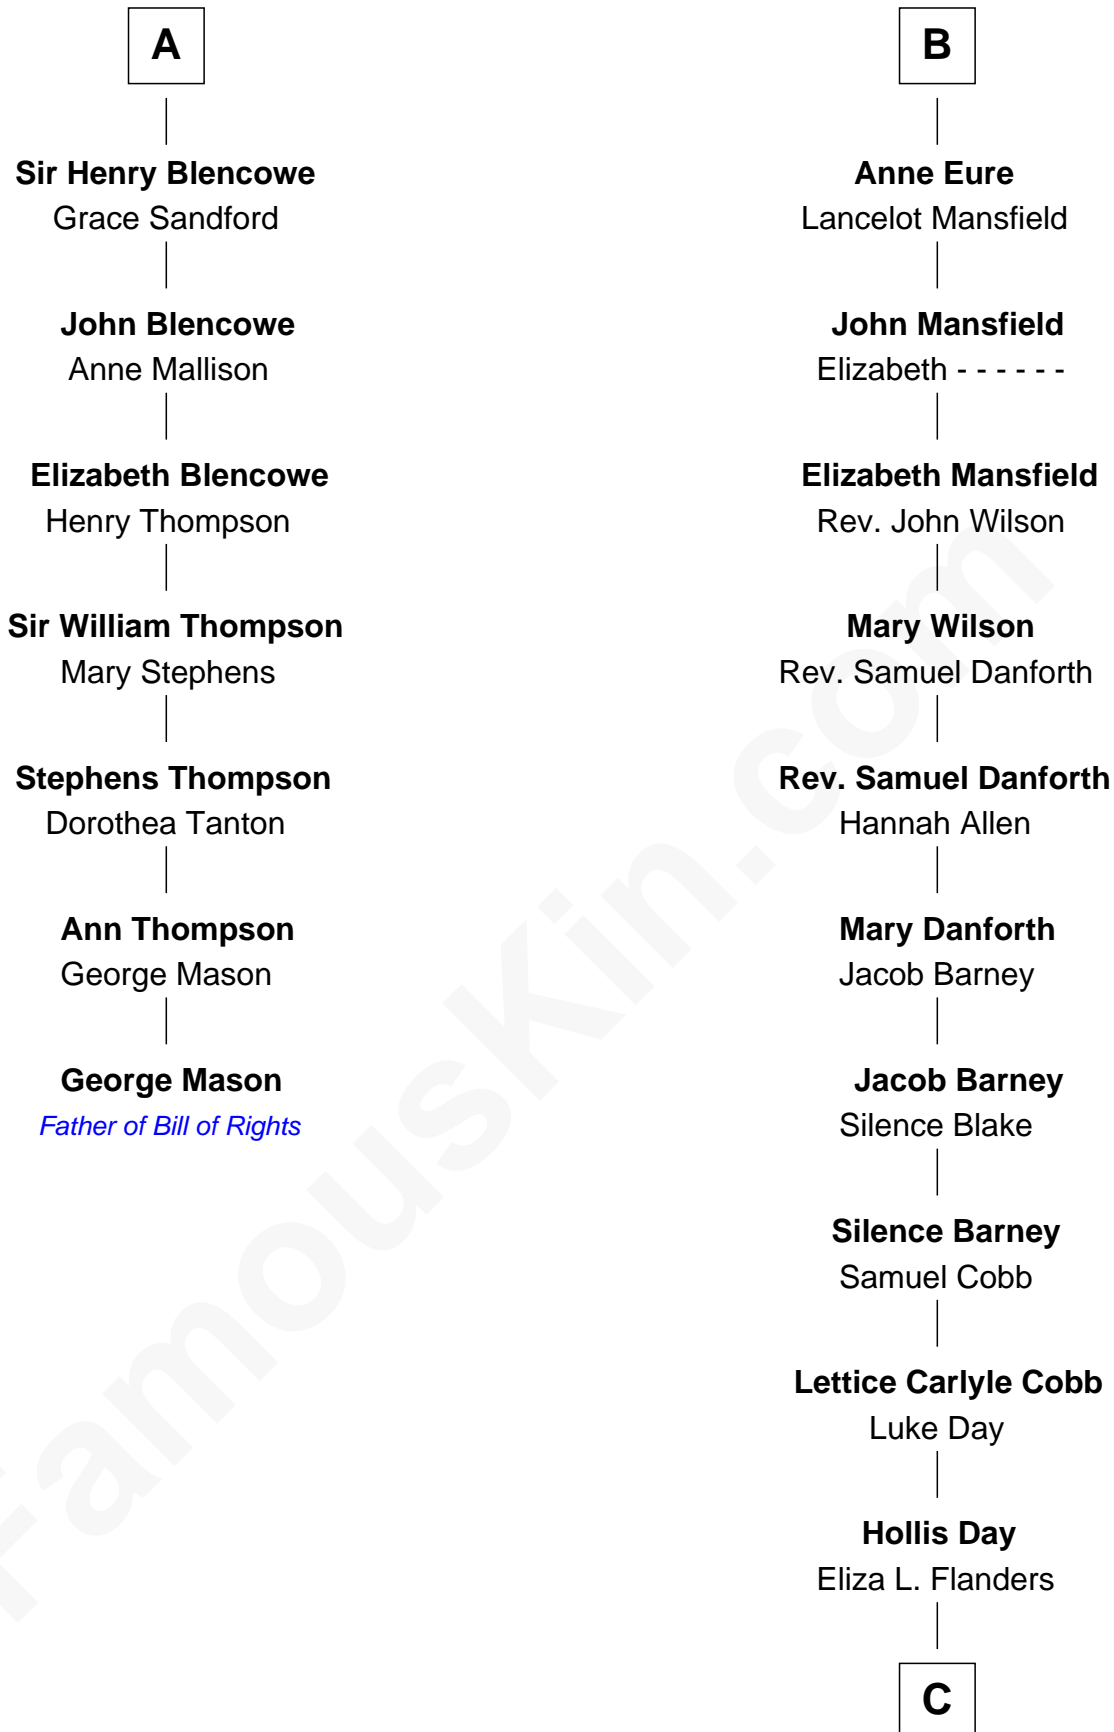 A
Sir Henry Blencowe
Grace Sandford
John Blencowe
Anne Mallison
Elizabeth Blencowe
Henry Thompson
Sir William Thompson
Mary Stephens
Stephens Thompson
Dorothea Tanton
Ann Thompson
George Mason
George Mason
Father of Bill of Rights
B
Anne Eure
Lancelot Mansfield
John Mansfield
Elizabeth - - - - - -
Elizabeth Mansfield
Rev. John Wilson
Mary Wilson
Rev. Samuel Danforth
Rev. Samuel Danforth
Hannah Allen
Mary Danforth
Jacob Barney
Jacob Barney
Silence Blake
Silence Barney
Samuel Cobb
Lettice Carlyle Cobb
Luke Day
Hollis Day
Eliza L. Flanders
C
FamousKin.com